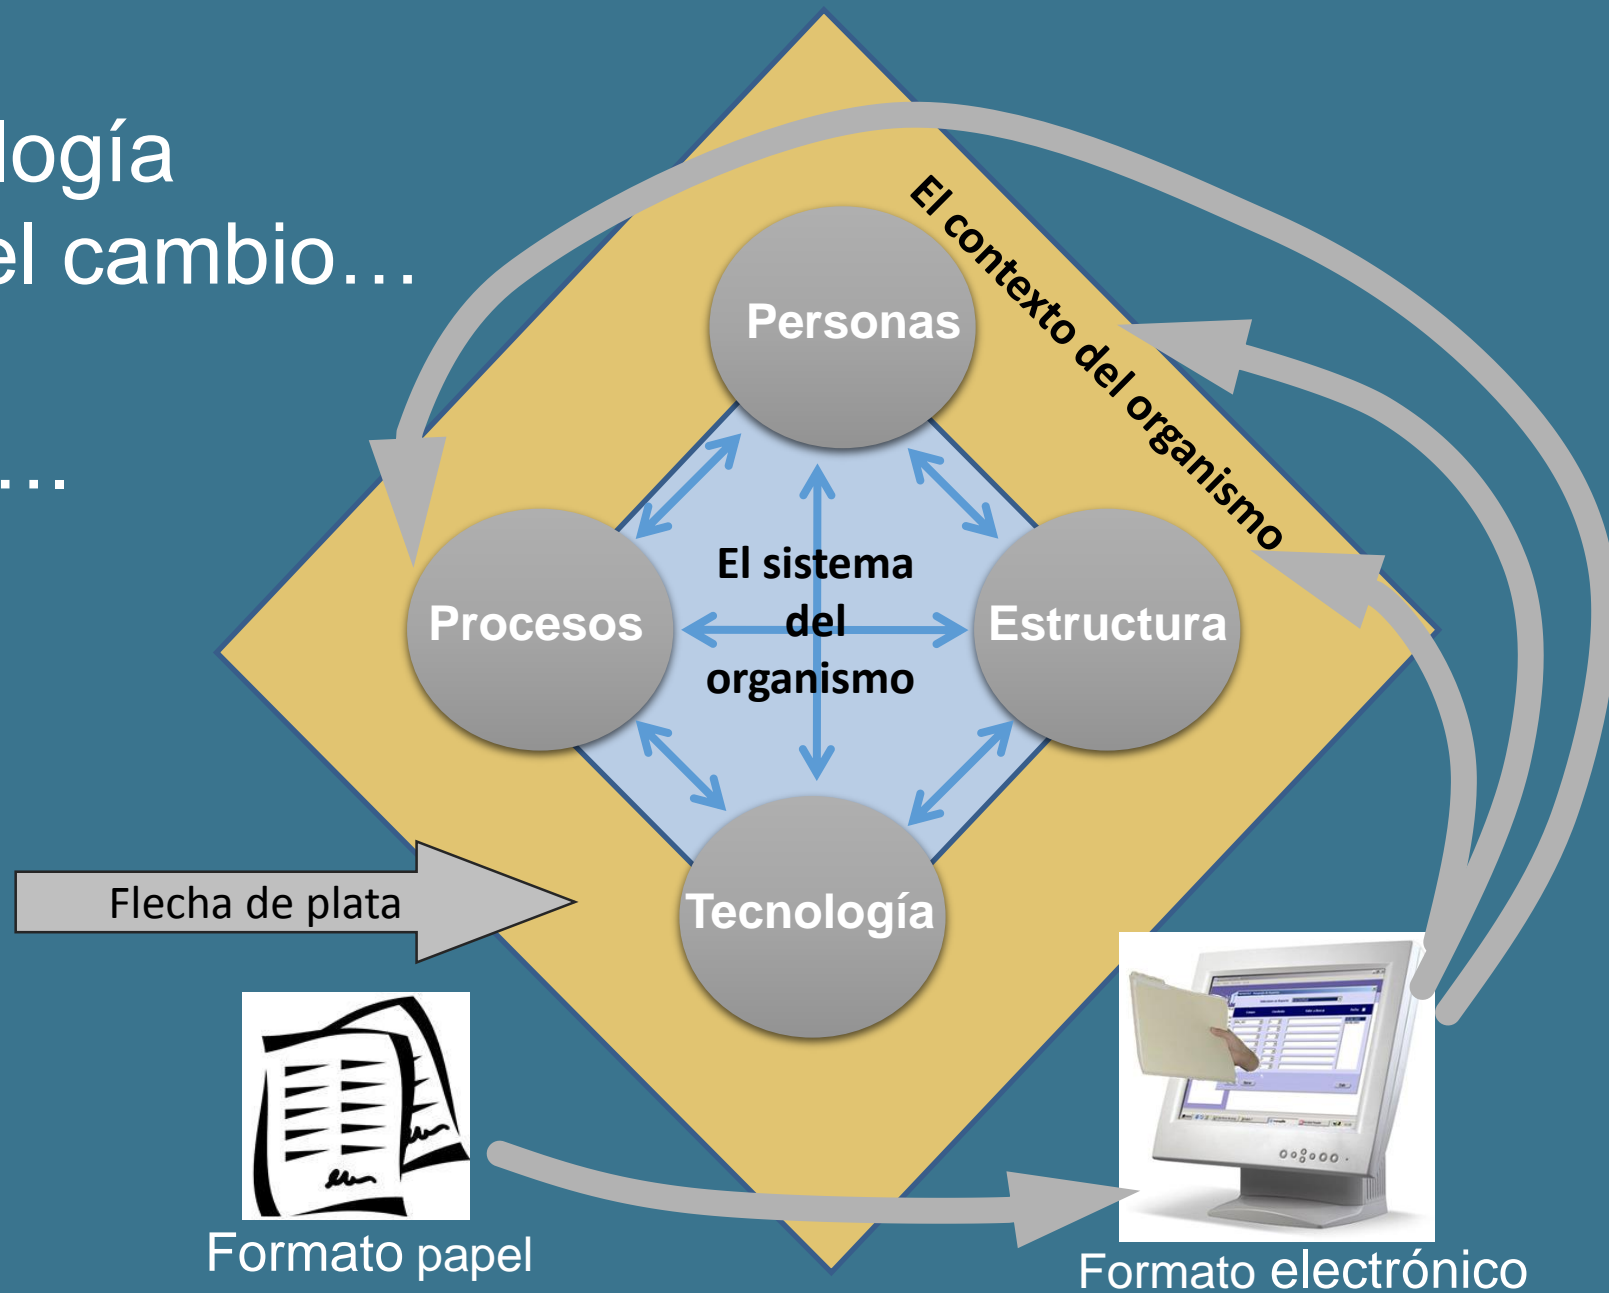 logía
el cambio…
…
El contexto del organismo
Personas
El sistema
del
organismo
Procesos
Estructura
Tecnología
Flecha de plata
Formato papel
Formato electrónico